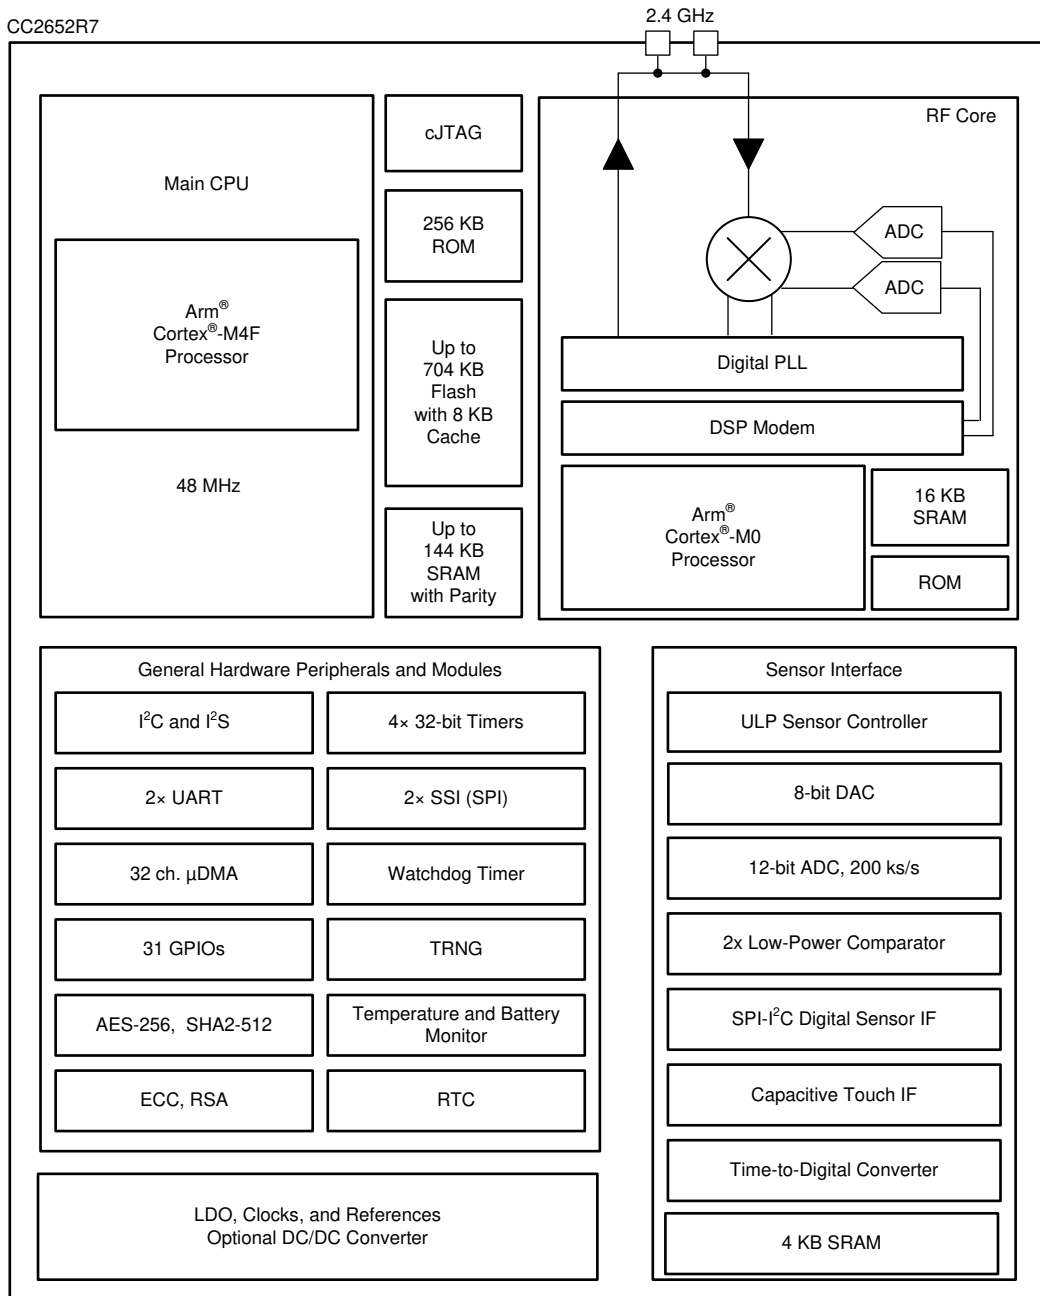 CC2652R7
2.4 GHz
Main CPU
Arm®
Cortex®-M4F
Processor
48 MHz
cJTAG
256 KB
ROM
Up to
704 KB
Flash
with 8 KB
Cache
Up to
144 KB
SRAM
with Parity
RF Core
ADC
ADC
Digital PLL
DSP Modem
Arm®
Cortex®-M0
Processor
16 KB
SRAM
ROM
General Hardware Peripherals and Modules
I²C and I²S
4× 32-bit Timers
2× UART
2× SSI (SPI)
32 ch. µDMA
Watchdog Timer
31 GPIOs
TRNG
AES-256, SHA2-512
Temperature and Battery
Monitor
ECC, RSA
RTC
LDO, Clocks, and References
Optional DC/DC Converter
Sensor Interface
ULP Sensor Controller
8-bit DAC
12-bit ADC, 200 ks/s
2x Low-Power Comparator
SPI-I²C Digital Sensor IF
Capacitive Touch IF
Time-to-Digital Converter
4 KB SRAM